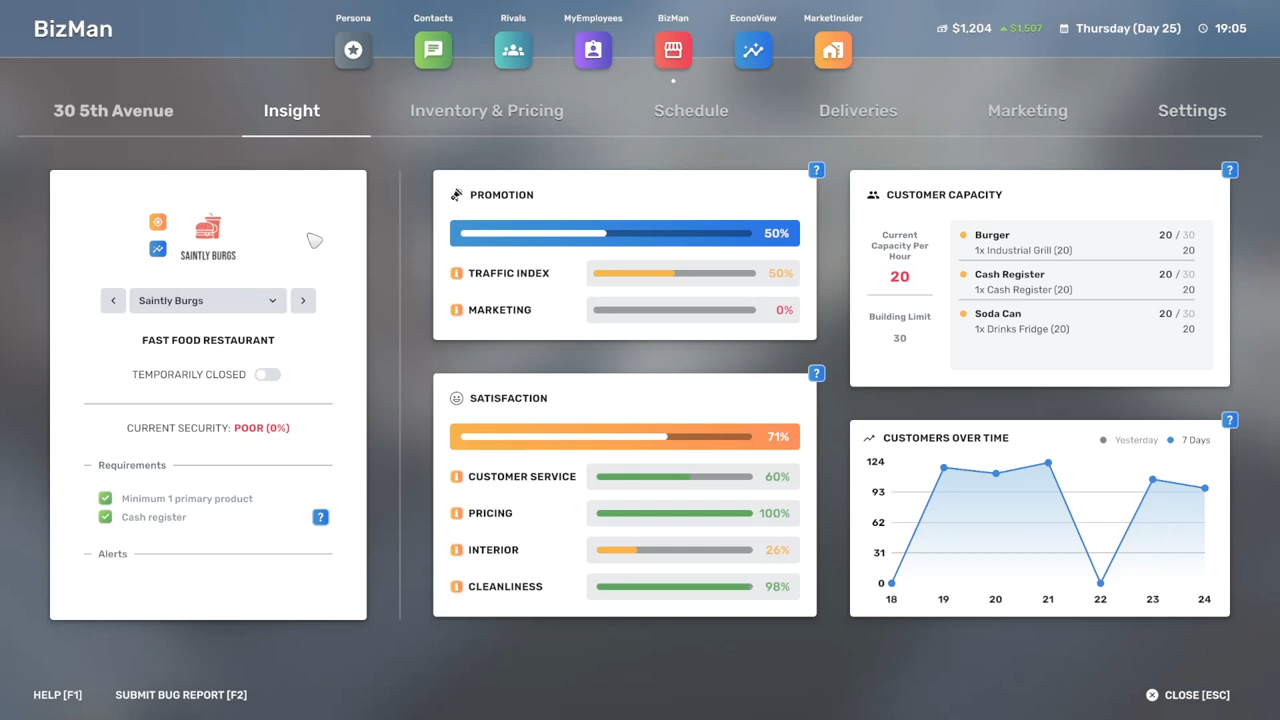 BizMan
Persona
Contacts
Rivals
MyEmployees
BizMan
EconoView
MarketInsider
$1,204
$1,507
Thursday (Day 25)
19:05
30 5th Avenue
Insight
Inventory & Pricing
Schedule
Deliveries
Marketing
Settings
SAINTLY BURGS
Saintly Burgs
FAST FOOD RESTAURANT
TEMPORARILY CLOSED
CURRENT SECURITY: POOR (0%)
Requirements
Minimum 1 primary product
Cash register
?
Alerts
?
PROMOTION
50%
TRAFFIC INDEX
50%
MARKETING
0%
?
SATISFACTION
71%
CUSTOMER SERVICE
60%
PRICING
100%
INTERIOR
26%
CLEANLINESS
98%
?
CUSTOMER CAPACITY
Current
Capacity Per
Hour
20
Building Limit
30
Burger
20 / 30
1x Industrial Grill (20)
20
Cash Register
20 / 30
1x Cash Register (20)
20
Soda Can
20 / 30
1x Drinks Fridge (20)
20
?
CUSTOMERS OVER TIME
Yesterday
7 Days
124
93
62
31
0
18
19
20
21
22
23
24
HELP [F1]
SUBMIT BUG REPORT [F2]
CLOSE [ESC]